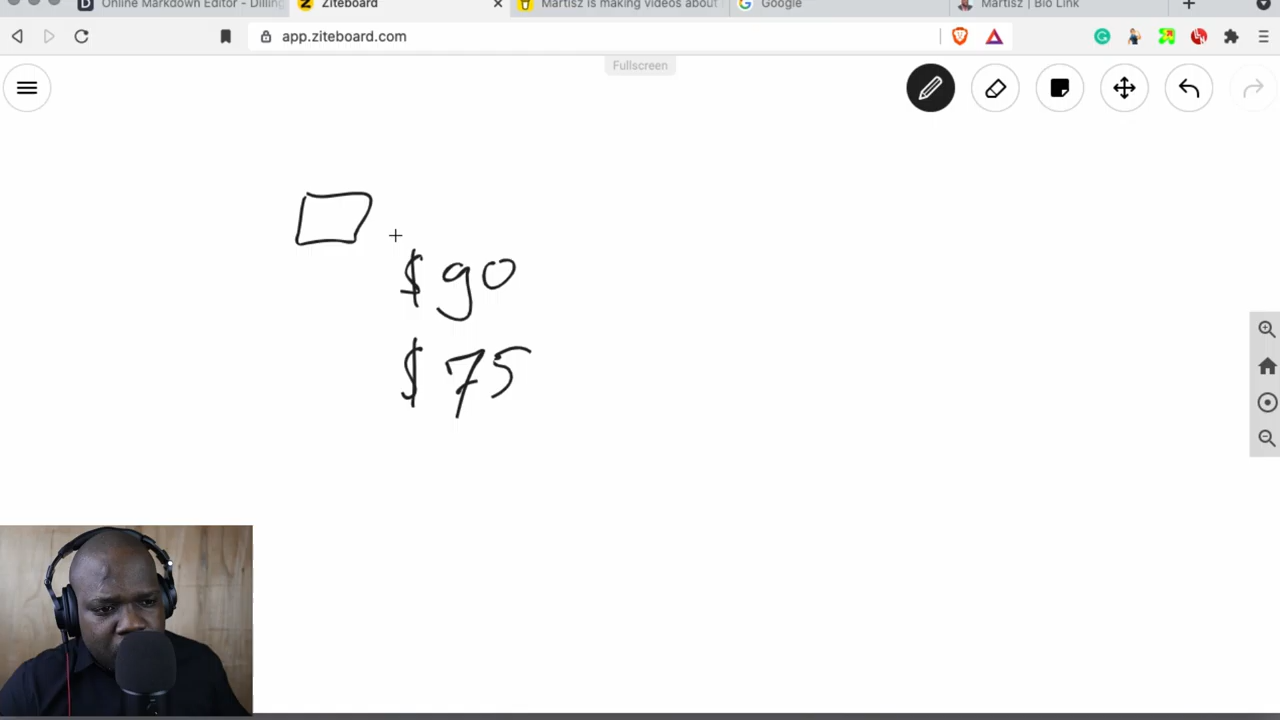 Online Markdown Editor - Dilling
Ziteboard
Martisz is making videos about
Google
Martisz | Bio Link
app.ziteboard.com
Fullscreen
$ 90
$ 75